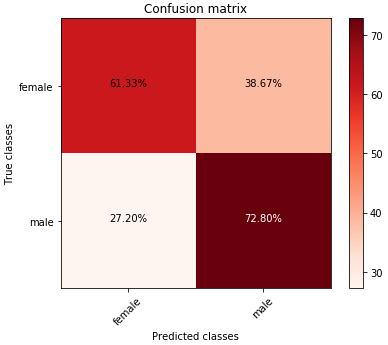 Confusion matrix
True classes
female
male
61.33%
38.67%
27.20%
72.80%
female
male
Predicted classes
70
60
50
40
30